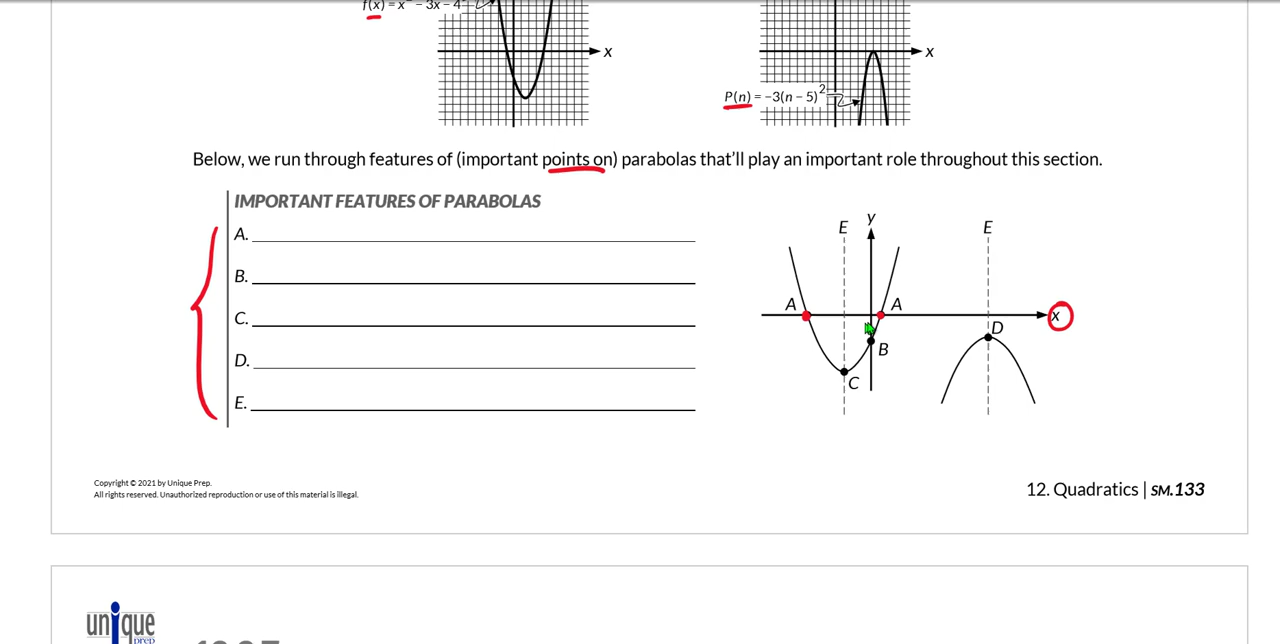 f(x) = x² − 3x − 4
x
x
P(n) = −3(n − 5)²
Below, we run through features of (important points on) parabolas that'll play an important role throughout this section.
IMPORTANT FEATURES OF PARABOLAS
A.
B.
C.
D.
E.
E
y
E
A
A
x
D
B
C
Copyright © 2021 by Unique Prep.
All rights reserved. Unauthorized reproduction or use of this material is illegal.
12. Quadratics | SM.133
unique
prep